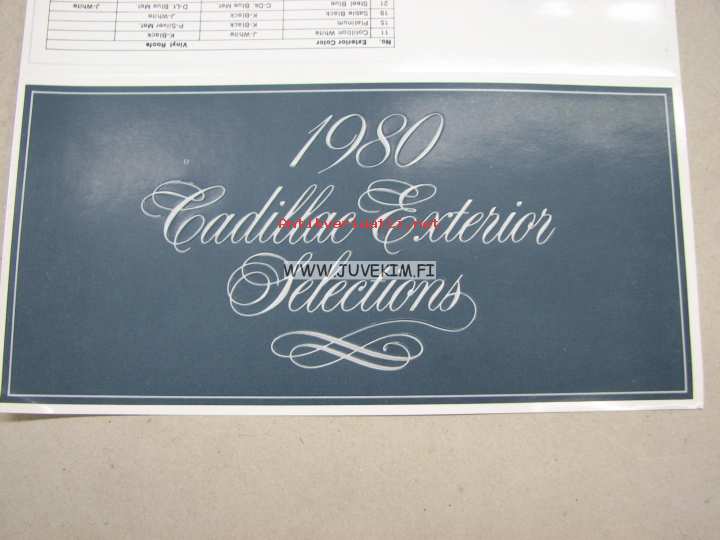 No. Exterior Color Vinyl Roofs
11 Cotillion White J-White K-Black
15 Platinum K-Black P-Silver Met
19 Sable Black K-Black J-White
21 Steel Blue C-Dk. Blue Met D-Lt. Blue Met J-White
1980
Cadillac Exterior
Antikvariaatti.net
WWW.JUVEKIM.FI
Selections